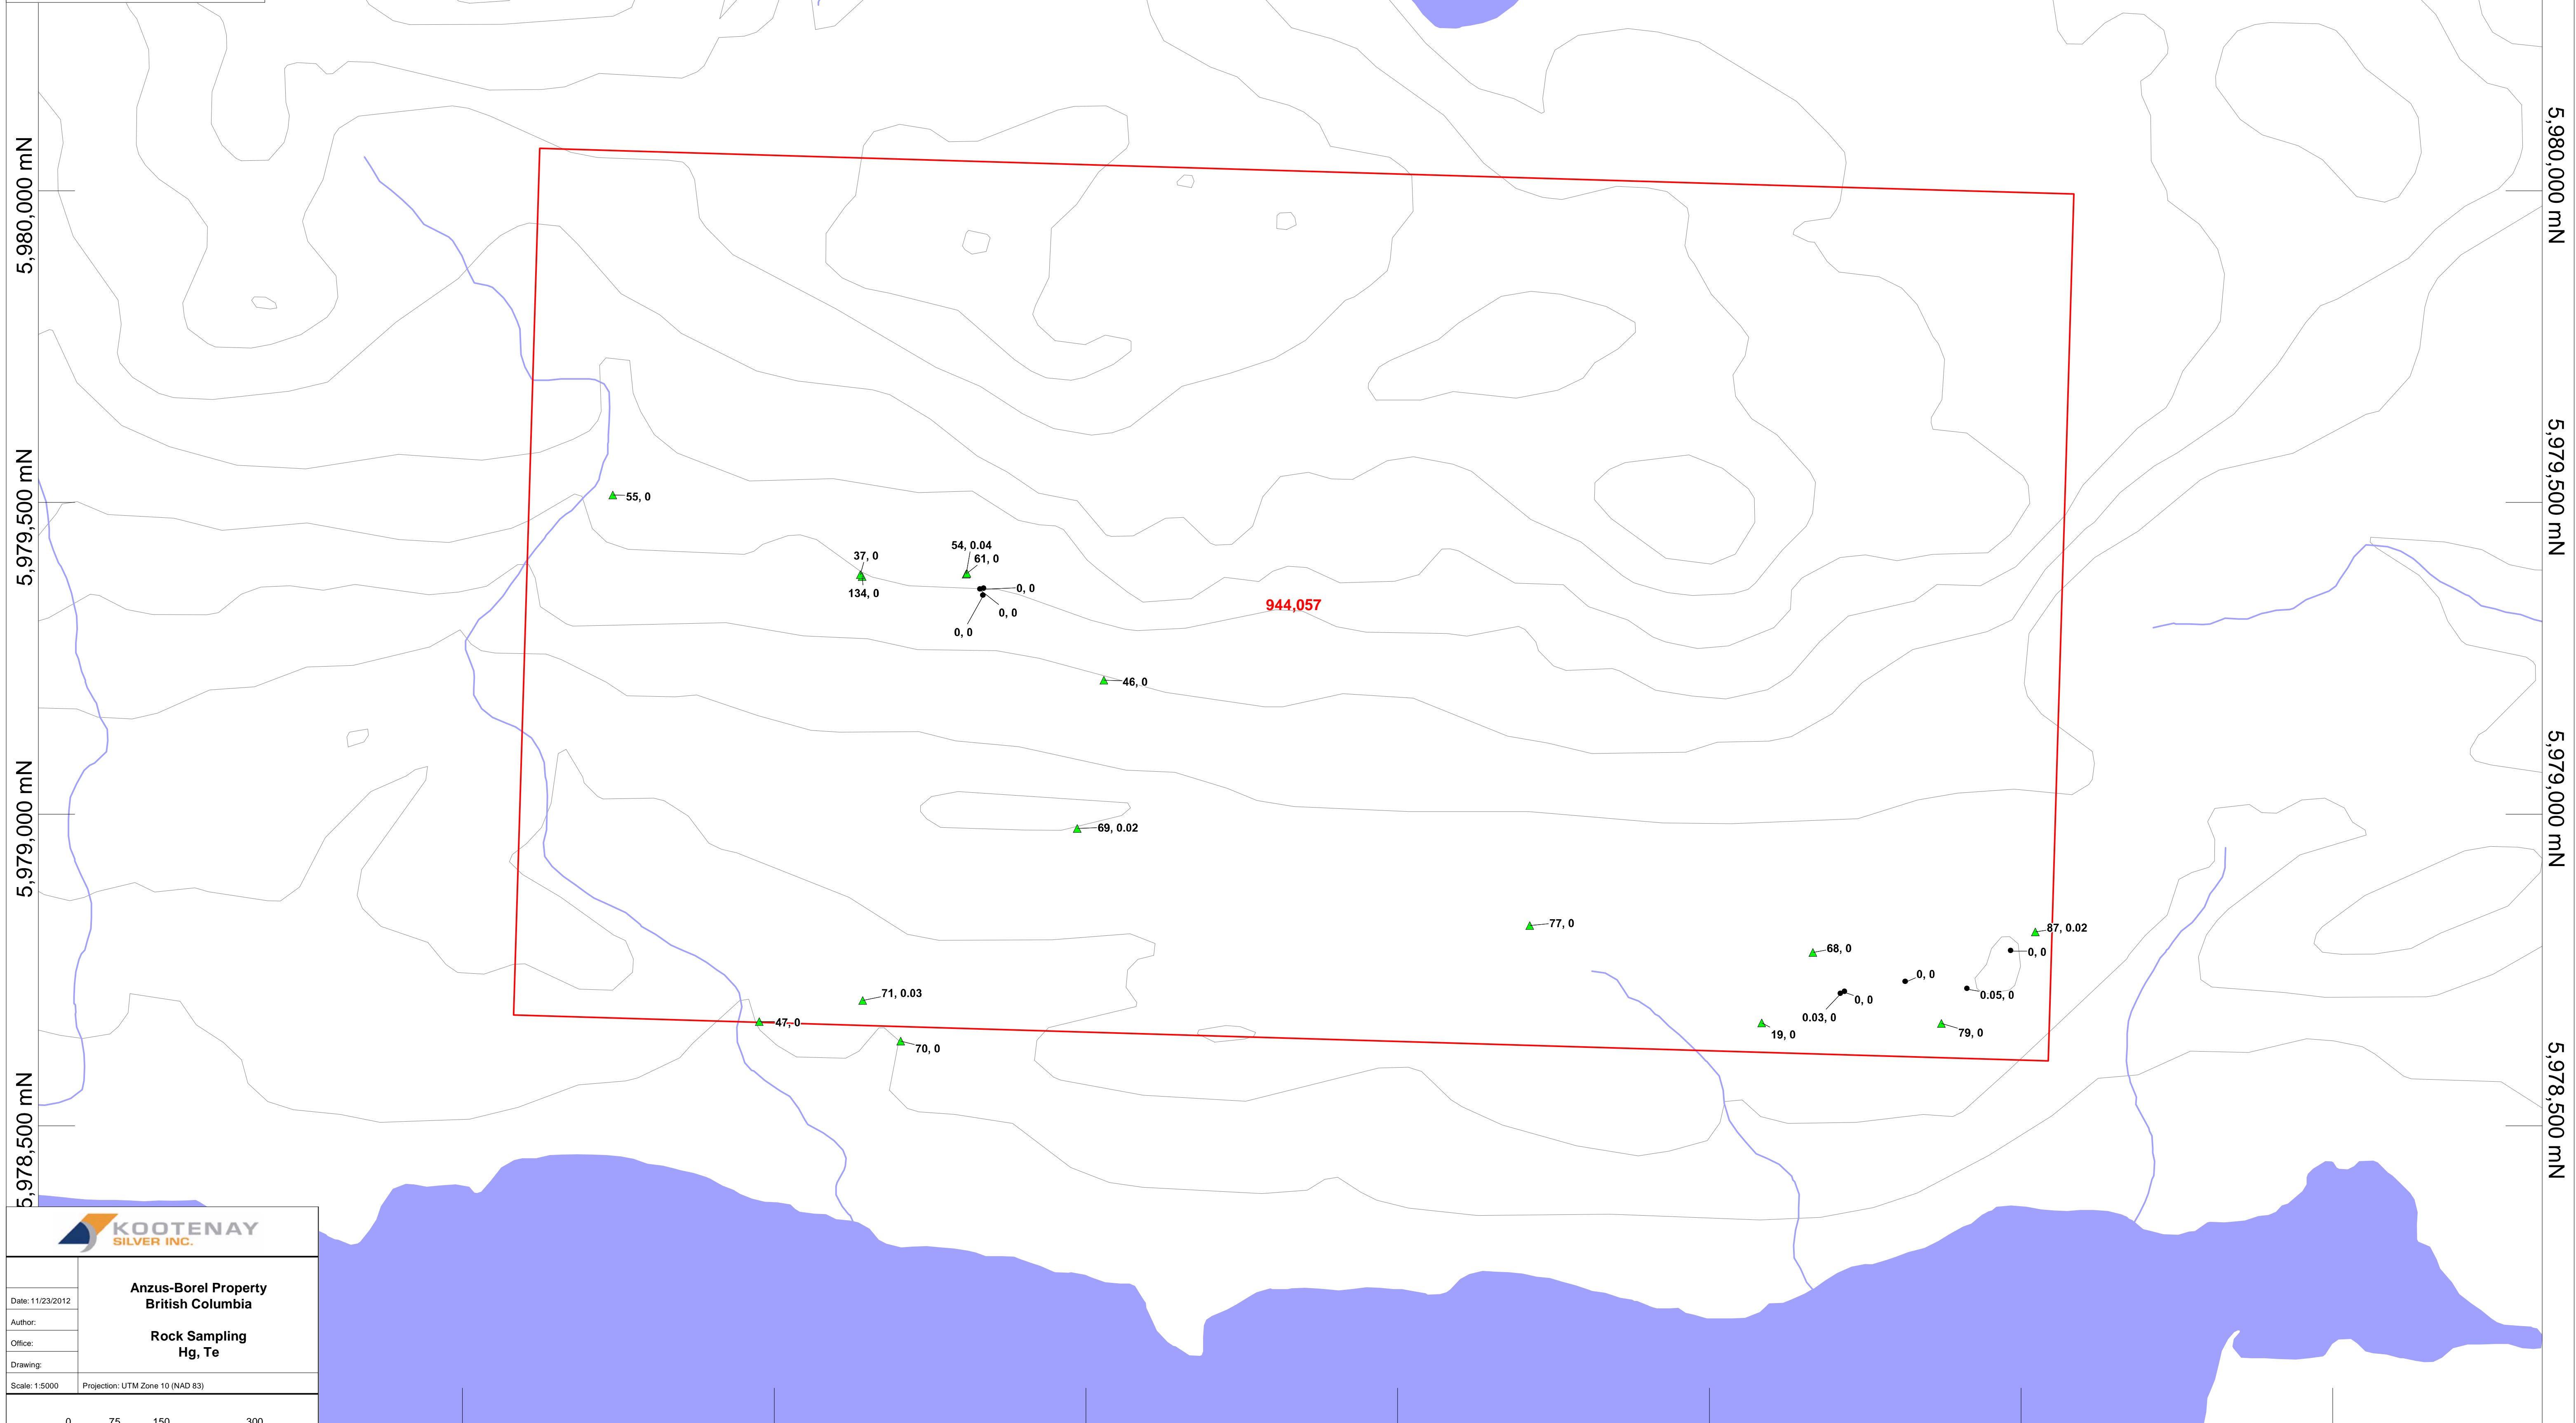 5,980,000 mN
5,980,000 mN
5,979,500 mN
5,979,500 mN
55, 0
37, 0
134, 0
54, 0.04
61, 0
0, 0
0, 0
0, 0
944,057
46, 0
5,979,000 mN
5,979,000 mN
69, 0.02
77, 0
87, 0.02
68, 0
0, 0
0, 0
0.05, 0
0, 0
0.03, 0
71, 0.03
47, 0
70, 0
19, 0
79, 0
5,978,500 mN
5,978,500 mN
KOOTENAY
SILVER INC.
Anzus-Borel Property
British Columbia
Rock Sampling
Hg, Te
Date: 11/23/2012
Author:
Office:
Drawing:
Scale: 1:5000
Projection: UTM Zone 10 (NAD 83)
0 75 150 300